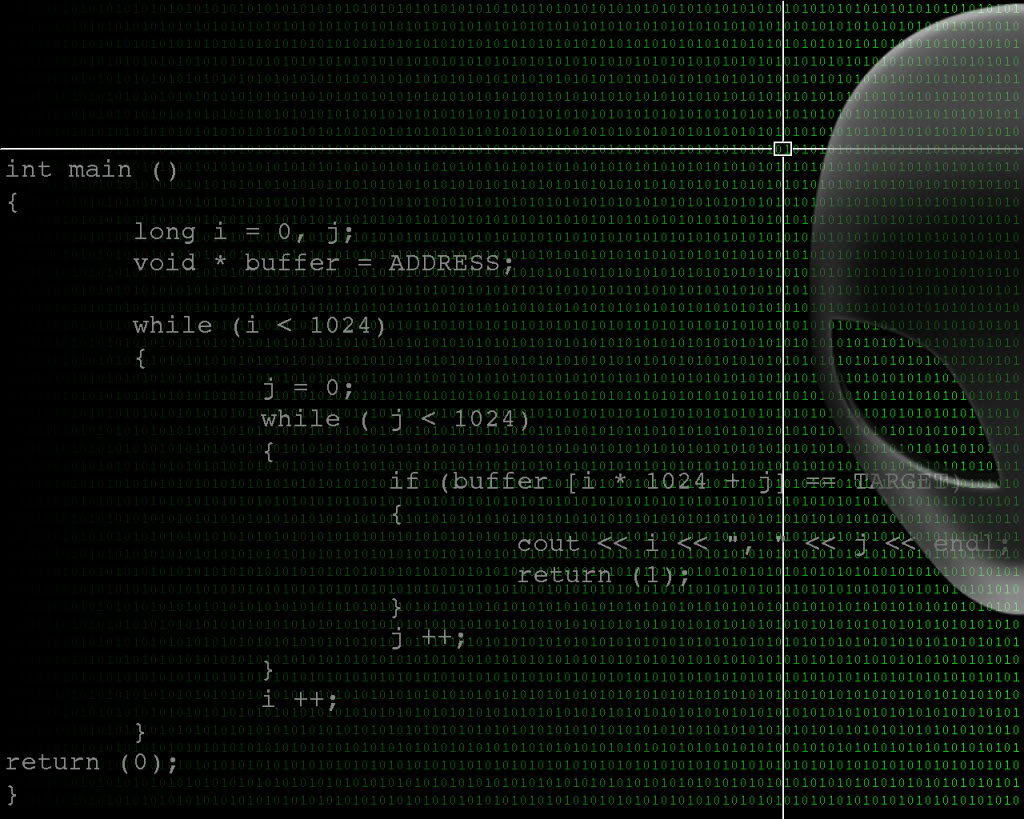 int main ()
{
long i = 0, j;
void * buffer = ADDRESS;
while (i < 1024)
{
j = 0;
while ( j < 1024)
{
if (buffer [i * 1024 + j] == TARGET)
{
cout << i << ", " << j << endl;
return (1);
}
j ++;
}
i ++;
}
return (0);
}